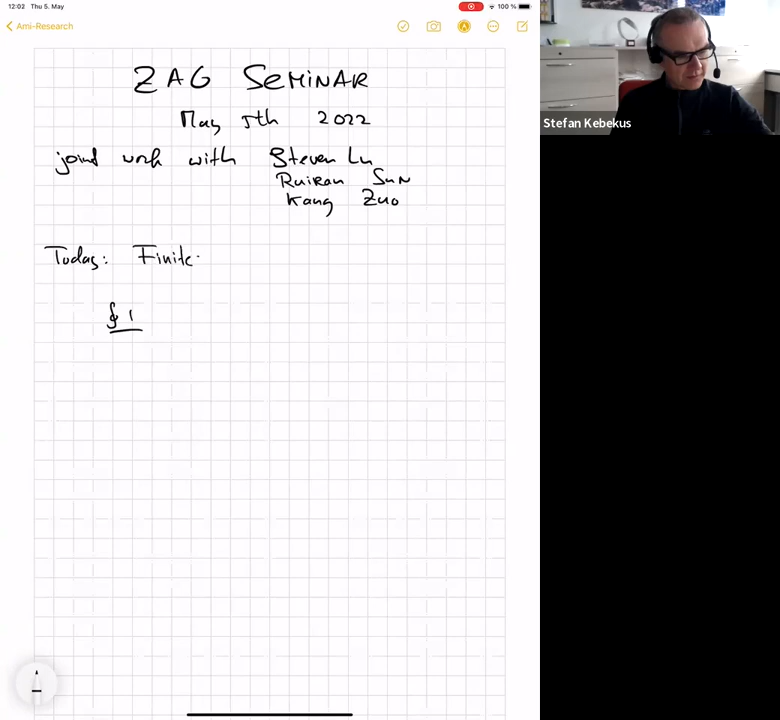 12:02 Thu 5. May 100 %
Ami-Research
ZAG SEMINAR
May 5th 2022
joint work with Steven Lu
Ruiran Sun
Kang Zuo
Today: Finite
§ 1
Stefan Kebekus